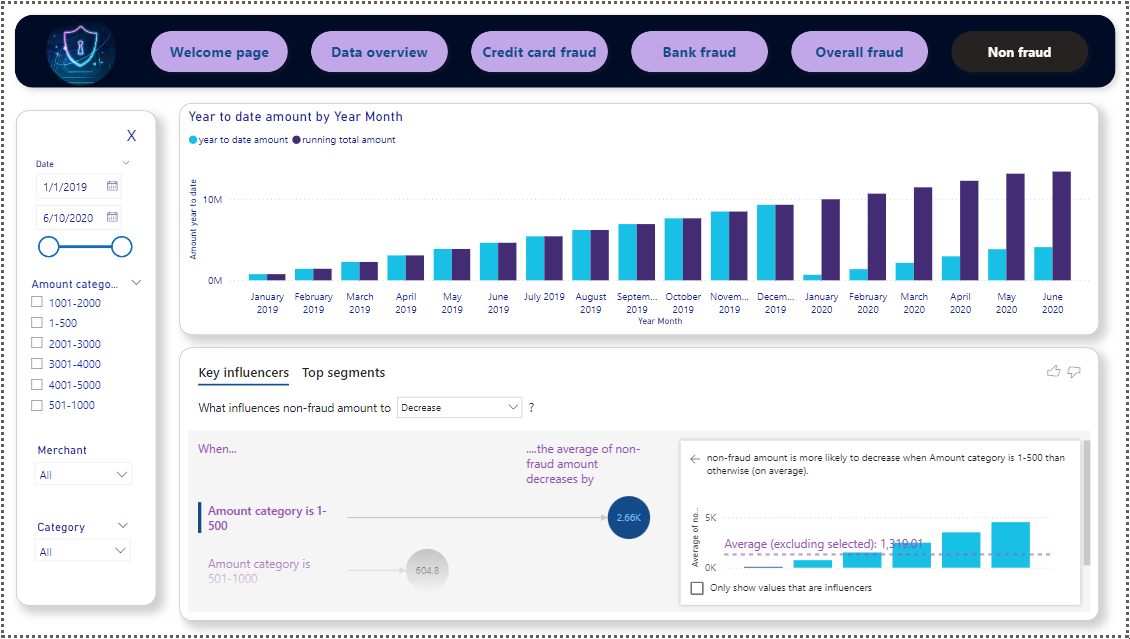 Welcome page
Data overview
Credit card fraud
Bank fraud
Overall fraud
Non fraud
X
Date
1/1/2019
6/10/2020
Amount catego...
1001-2000
1-500
2001-3000
3001-4000
4001-5000
501-1000
Merchant
All
Category
All
Year to date amount by Year Month
year to date amount
running total amount
Amount year to date
10M
0M
January 2019
February 2019
March 2019
April 2019
May 2019
June 2019
July 2019
August 2019
Septem... 2019
October 2019
Novem... 2019
Decem... 2019
January 2020
February 2020
March 2020
April 2020
May 2020
June 2020
Year Month
Key influencers
Top segments
What influences non-fraud amount to
Decrease
?
When...
....the average of non-
fraud amount
decreases by
Amount category is 1-
500
2.66K
Amount category is
501-1000
604.8
non-fraud amount is more likely to decrease when Amount category is 1-500 than
otherwise (on average).
Average of no...
5K
Average (excluding selected): 1,319.01
0K
Only show values that are influencers